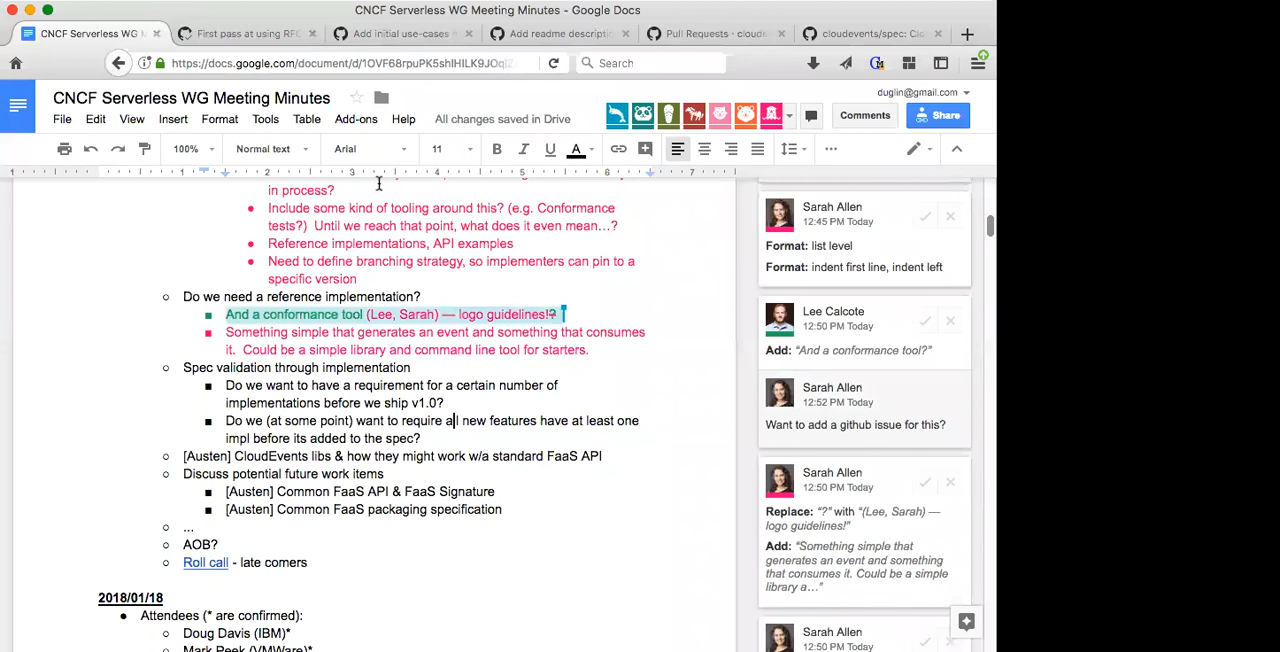 CNCF Serverless WG Meeting Minutes - Google Docs
CNCF Serverless WG M
First pass at using RFC
Add initial use-cases
Add readme descriptio
Pull Requests · cloude
cloudevents/spec: Clo
https://docs.google.com/document/d/1OVF68rpuPK5shIHILK9JOqlZ
Search
CNCF Serverless WG Meeting Minutes
duglin@gmail.com
File Edit View Insert Format Tools Table Add-ons Help All changes saved in Drive
Comments
Share
100% Normal text Arial 11 B I U A
1 1 2 3 4 5 6 7
in process?
Include some kind of tooling around this? (e.g. Conformance
tests?) Until we reach that point, what does it even mean…?
Reference implementations, API examples
Need to define branching strategy, so implementers can pin to a
specific version
Do we need a reference implementation?
And a conformance tool (Lee, Sarah) — logo guidelines!?
Something simple that generates an event and something that consumes
it. Could be a simple library and command line tool for starters.
Spec validation through implementation
Do we want to have a requirement for a certain number of
implementations before we ship v1.0?
Do we (at some point) want to require all new features have at least one
impl before its added to the spec?
[Austen] CloudEvents libs & how they might work w/a standard FaaS API
Discuss potential future work items
[Austen] Common FaaS API & FaaS Signature
[Austen] Common FaaS packaging specification
...
AOB?
Roll call - late comers
2018/01/18
Attendees (* are confirmed):
Doug Davis (IBM)*
Mark Peek (VMWare)*
Sarah Allen
12:45 PM Today
Format: list level
Format: indent first line, indent left
Lee Calcote
12:50 PM Today
Add: “And a conformance tool?”
Sarah Allen
12:52 PM Today
Want to add a github issue for this?
Sarah Allen
12:50 PM Today
Replace: “?” with “(Lee, Sarah) —
logo guidelines!”
Add: “Something simple that
generates an event and something
that consumes it. Could be a simple
library a…”
Sarah Allen
12:50 PM Today